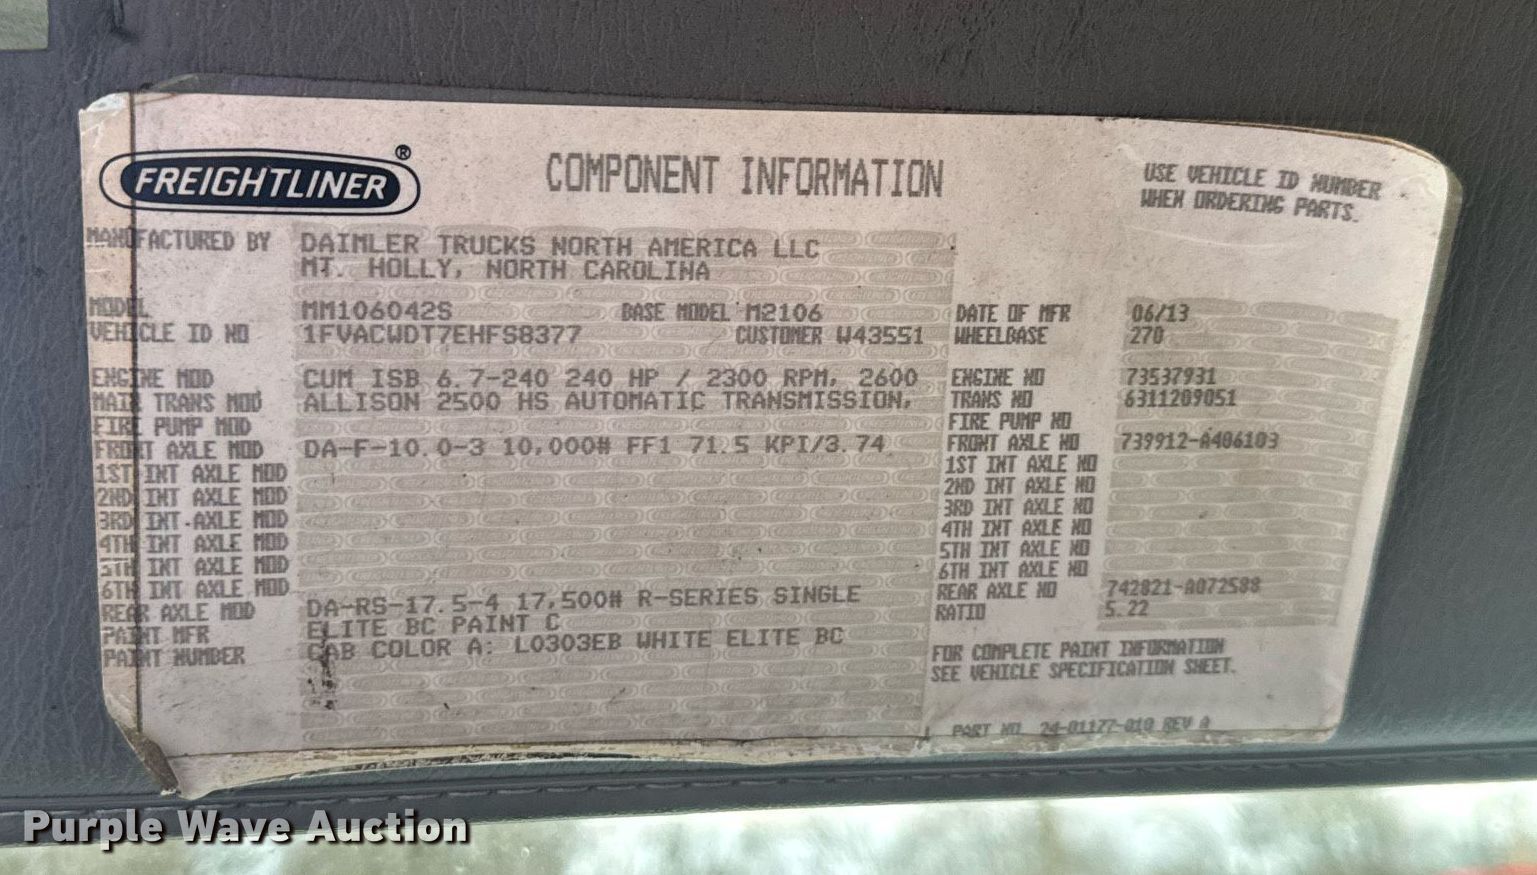 FREIGHTLINER®
COMPONENT INFORMATION
USE VEHICLE ID NUMBER
WHEN ORDERING PARTS.
MANUFACTURED BY DAIMLER TRUCKS NORTH AMERICA LLC
MT. HOLLY, NORTH CAROLINA
MODEL MM106042S BASE MODEL M2106 DATE OF MFR 06/13
VEHICLE ID NO 1FVACWDT7EHFS8377 CUSTOMER W43551 WHEELBASE 270
ENGINE MOD CUM ISB 6.7-240 240 HP / 2300 RPM, 2600 ENGINE NO 73537931
MAIN TRANS MOD ALLISON 2500 HS AUTOMATIC TRANSMISSION, TRANS NO 6311209051
FIRE PUMP MOD FIRE PUMP NO
FRONT AXLE MOD DA-F-10.0-3 10,000# FF1 71.5 KPI/3.74 FRONT AXLE NO 739912-A406103
1ST INT AXLE MOD 1ST INT AXLE NO
2ND INT AXLE MOD 2ND INT AXLE NO
3RD INT AXLE MOD 3RD INT AXLE NO
4TH INT AXLE MOD 4TH INT AXLE NO
5TH INT AXLE MOD 5TH INT AXLE NO
6TH INT AXLE MOD 6TH INT AXLE NO
REAR AXLE MOD DA-RS-17.5-4 17,500# R-SERIES SINGLE REAR AXLE NO 742821-A072588
PAINT MFR ELITE BC PAINT C RATIO 5.22
PAINT NUMBER CAB COLOR A: L0303EB WHITE ELITE BC
FOR COMPLETE PAINT INFORMATION
SEE VEHICLE SPECIFICATION SHEET.
PART NO. 24-01177-010 REV A
Purple Wave Auction